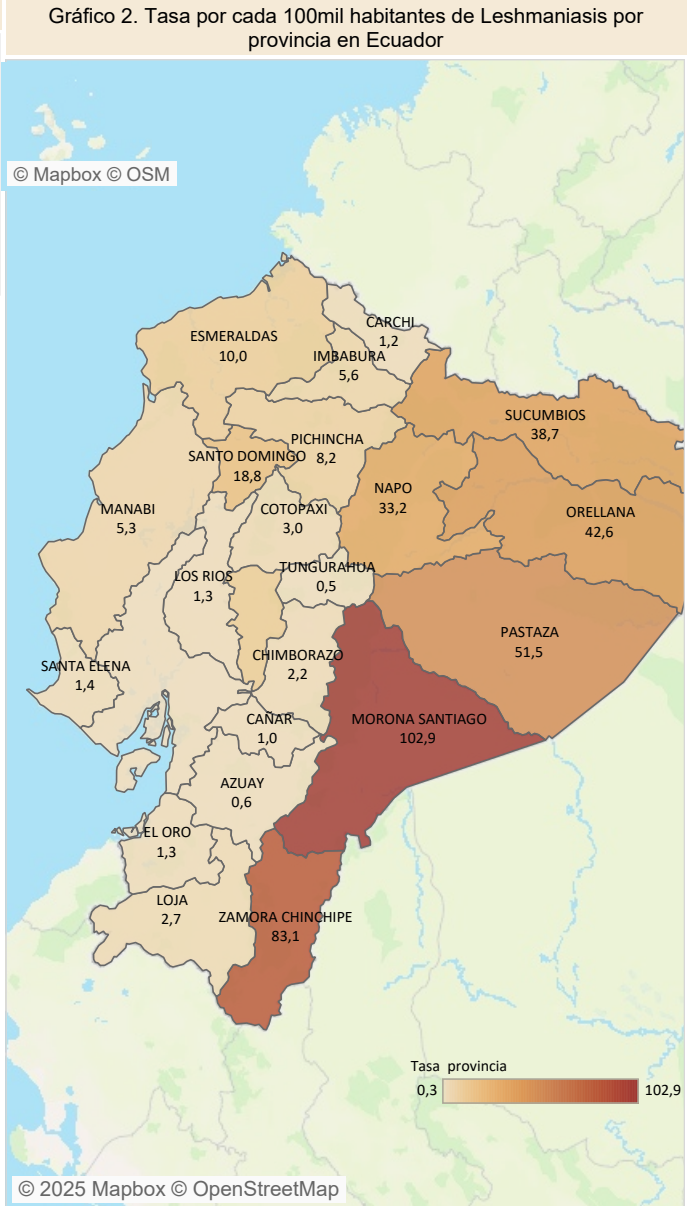 Gráfico 2. Tasa por cada 100mil habitantes de Leshmaniasis por
provincia en Ecuador
© Mapbox © OSM
CARCHI
1,2
ESMERALDAS
10,0
IMBABURA
5,6
SUCUMBIOS
38,7
PICHINCHA
8,2
SANTO DOMINGO
18,8
NAPO
33,2
MANABI
5,3
COTOPAXI
3,0
ORELLANA
42,6
TUNGURAHUA
0,5
LOS RIOS
1,3
PASTAZA
51,5
CHIMBORAZO
2,2
SANTA ELENA
1,4
CAÑAR
1,0
MORONA SANTIAGO
102,9
AZUAY
0,6
EL ORO
1,3
LOJA
2,7
ZAMORA CHINCHIPE
83,1
Tasa provincia
0,3
102,9
© 2025 Mapbox © OpenStreetMap